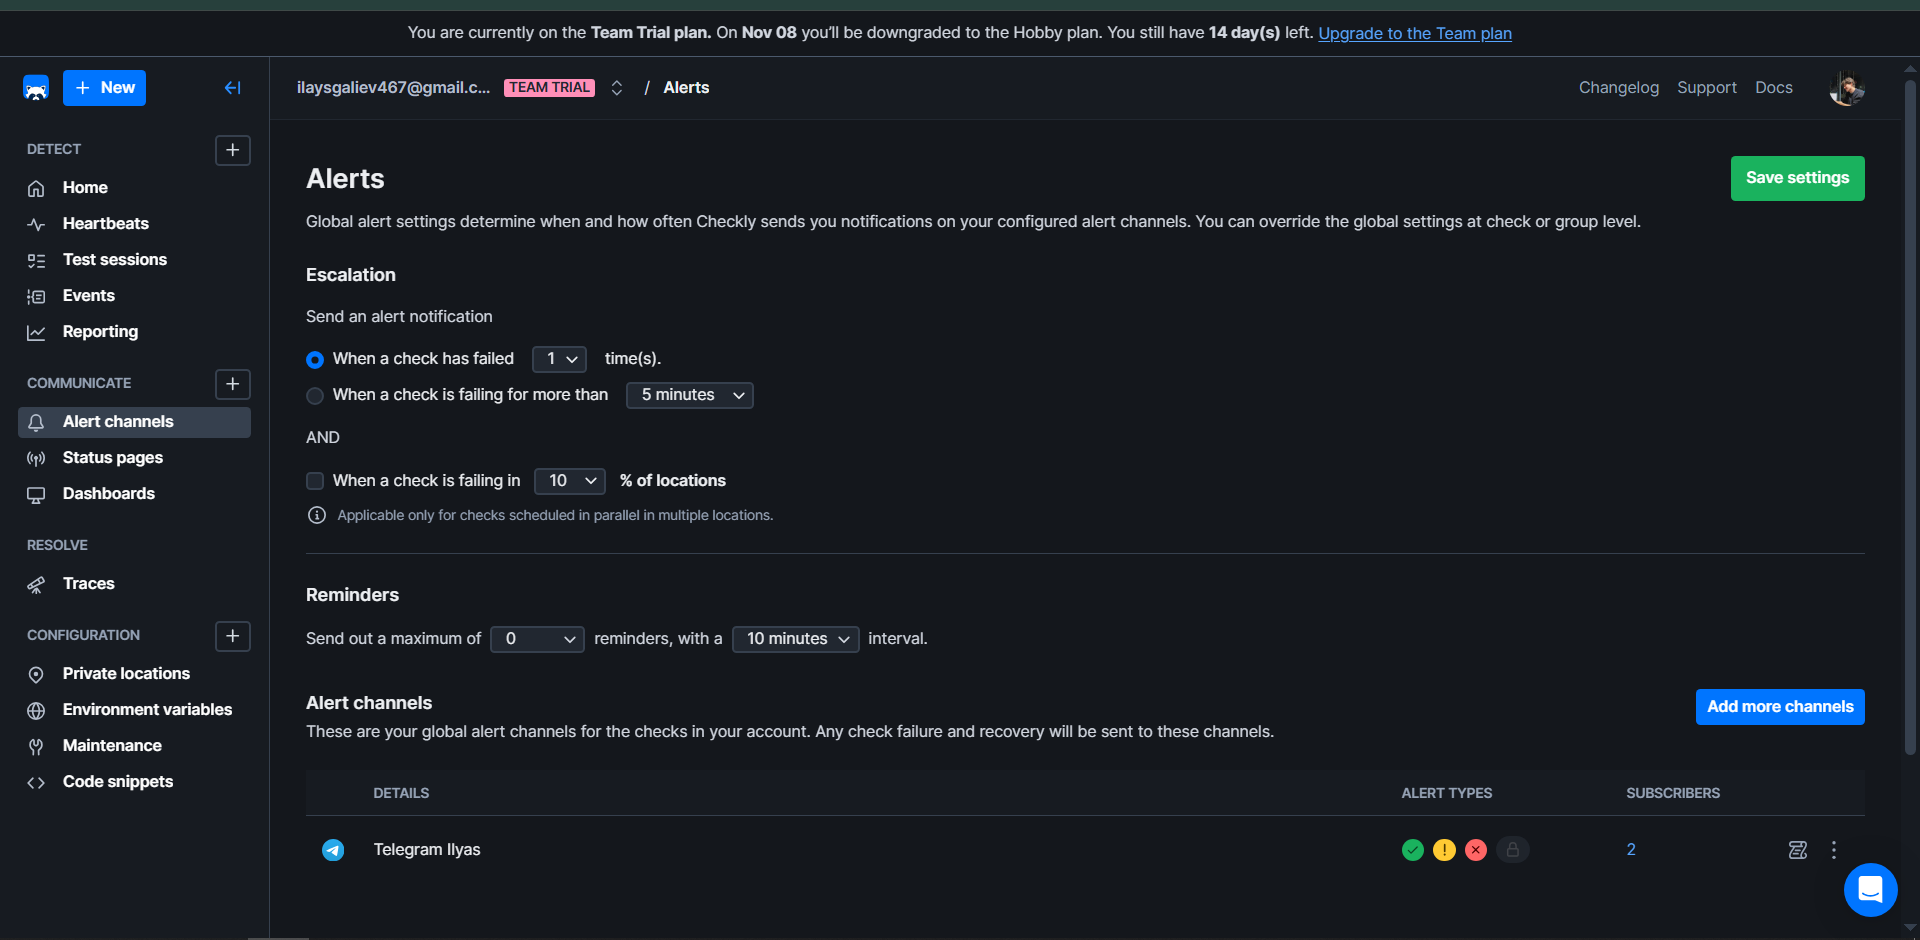 You are currently on the Team Trial plan. On Nov 08 you'll be downgraded to the Hobby plan. You still have 14 day(s) left. Upgrade to the Team plan
New
ilaysgaliev467@gmail.c... TEAM TRIAL / Alerts
Changelog Support Docs
DETECT
Home
Heartbeats
Test sessions
Events
Reporting
COMMUNICATE
Alert channels
Status pages
Dashboards
RESOLVE
Traces
CONFIGURATION
Private locations
Environment variables
Maintenance
Code snippets
Alerts
Save settings
Global alert settings determine when and how often Checkly sends you notifications on your configured alert channels. You can override the global settings at check or group level.
Escalation
Send an alert notification
When a check has failed 1 time(s).
When a check is failing for more than 5 minutes
AND
When a check is failing in 10 % of locations
Applicable only for checks scheduled in parallel in multiple locations.
Reminders
Send out a maximum of 0 reminders, with a 10 minutes interval.
Alert channels
Add more channels
These are your global alert channels for the checks in your account. Any check failure and recovery will be sent to these channels.
DETAILS ALERT TYPES SUBSCRIBERS
Telegram Ilyas 2